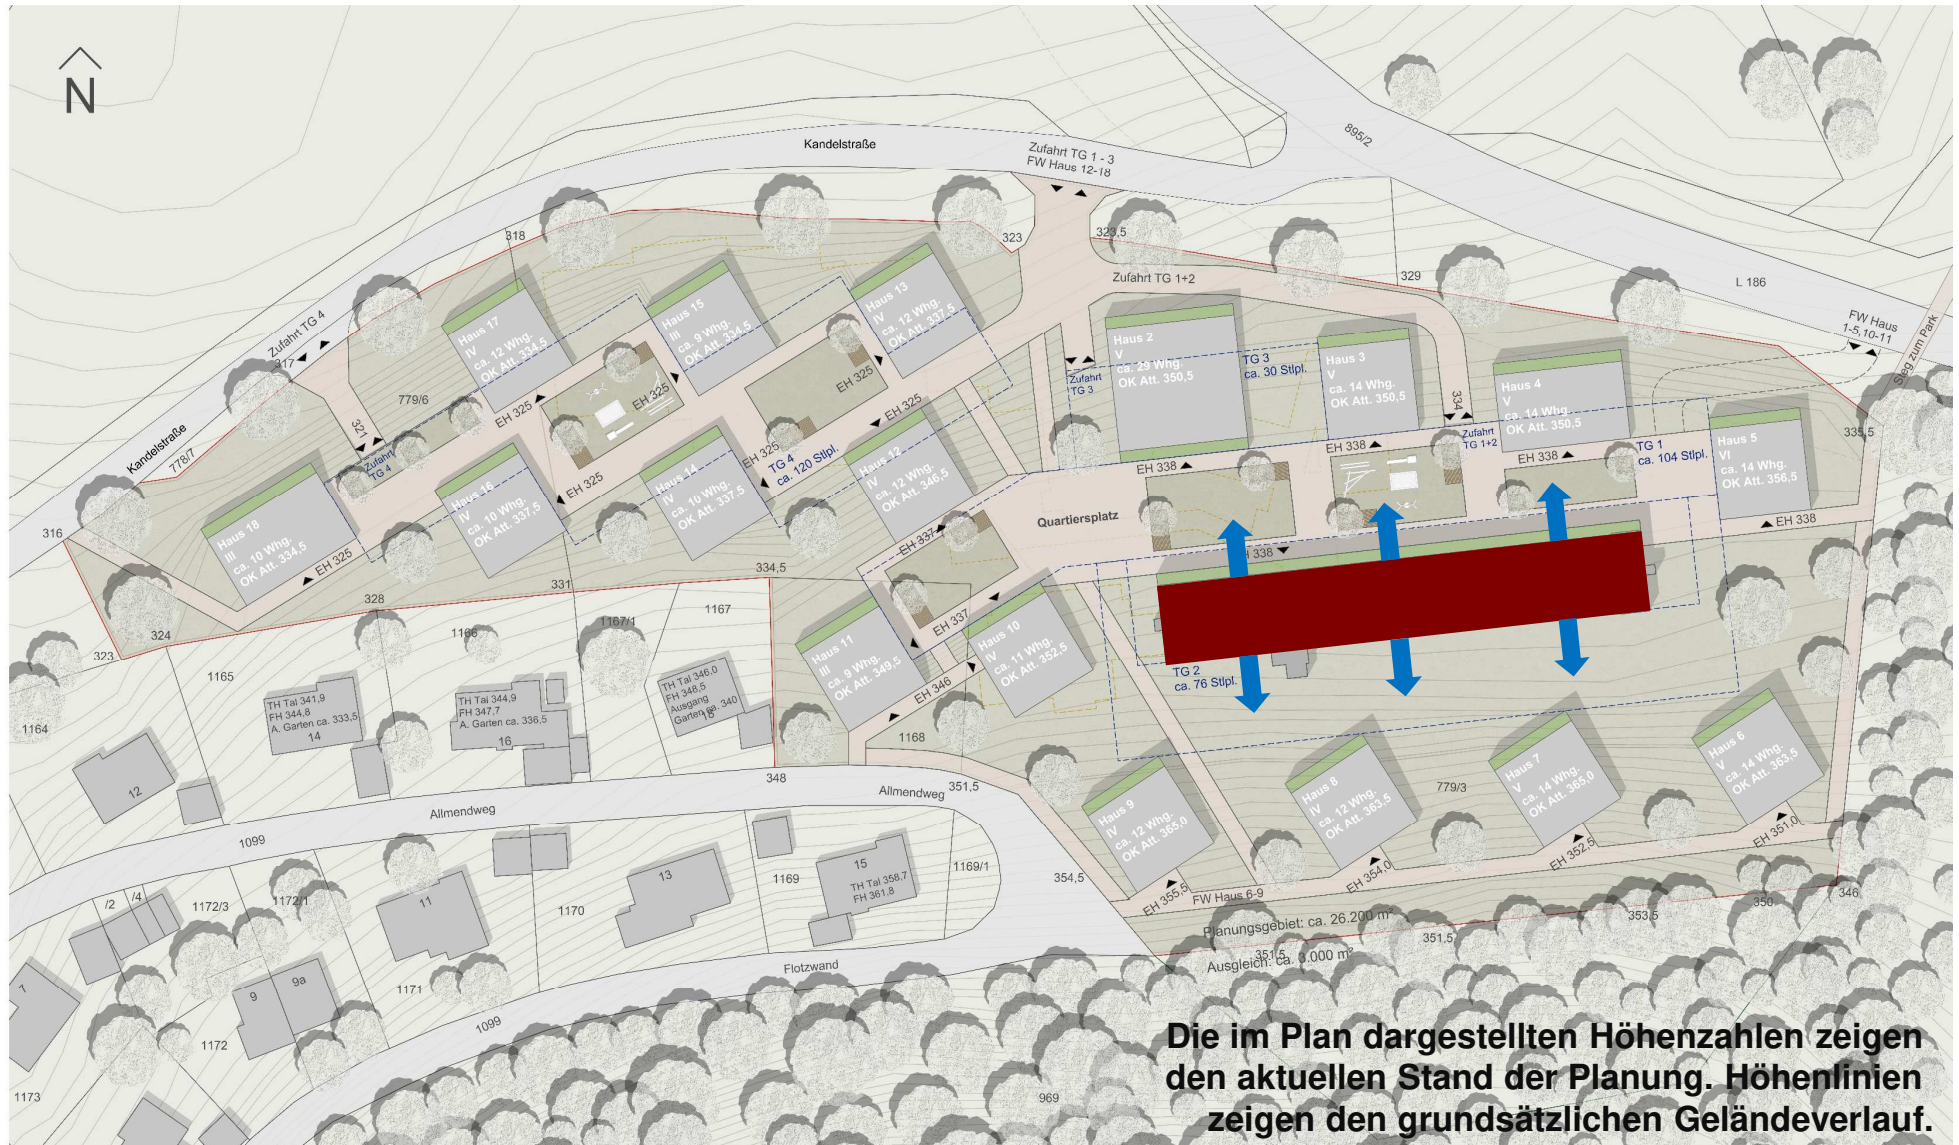 N
Kandelstraße
Zufahrt TG 1 - 3
FW Haus 12-18
895/2
L 186
FW Haus
1-5,10-11
Steg zum Park
318
323
323,5
329
Zufahrt TG 1+2
Zufahrt TG 4
317
Kandelstraße
778/7
779/6
321
Zufahrt
TG 4
Haus 17
IV
ca. 12 Whg.
OK Att. 334,5
Haus 15
III
ca. 9 Whg.
OK Att. 334,5
Haus 13
IV
ca. 12 Whg.
OK Att. 337,5
EH 325
EH 325
EH 325
EH 325
EH 325
EH 325
EH 325
TG 4
ca. 120 Stlpl.
Haus 18
III
ca. 10 Whg.
OK Att. 334,5
Haus 16
IV
ca. 10 Whg.
OK Att. 337,5
Haus 14
IV
ca. 10 Whg.
OK Att. 337,5
Haus 12
IV
ca. 12 Whg.
OK Att. 346,5
Haus 2
V
ca. 29 Whg.
OK Att. 350,5
Zufahrt
TG 3
TG 3
ca. 30 Stlpl.
Haus 3
V
ca. 14 Whg.
OK Att. 350,5
334
Haus 4
V
ca. 14 Whg.
OK Att. 350,5
Zufahrt
TG 1+2
Haus 5
VI
ca. 14 Whg.
OK Att. 356,5
335,5
TG 1
ca. 104 Stlpl.
EH 338
EH 338
EH 338
EH 338
EH 338
Quartiersplatz
EH 337
EH 337
EH 346
Haus 11
III
ca. 9 Whg.
OK Att. 349,5
Haus 10
IV
ca. 11 Whg.
OK Att. 352,5
TG 2
ca. 76 Stlpl.
316
323
324
328
331
334,5
1164
1165
1166
1167/1
1167
1168
TH Tal 341,9
FH 344,8
A. Garten ca. 333,5
14
TH Tal 344,9
FH 347,7
A. Garten ca. 336,5
16
TH Tal 346,0
FH 348,5
Ausgang
Garten ca. 340
18
12
348
351,5
Allmendweg
Allmendweg
1099
Haus 9
IV
ca. 12 Whg.
OK Att. 365,0
Haus 8
IV
ca. 12 Whg.
OK Att. 363,5
Haus 7
V
ca. 14 Whg.
OK Att. 365,0
Haus 6
V
ca. 14 Whg.
OK Att. 363,5
779/3
EH 355,5
EH 354,0
EH 352,5
EH 351,0
FW Haus 6-9
354,5
346
350
353,5
351,5
351,5
Planungsgebiet: ca. 26.200 m²
Ausgleich: ca. 3.000 m²
/2
/4
1172/3
1172/1
11
13
1170
1169
15
TH Tal 358,7
FH 361,8
1169/1
Flotzwand
7
9
9a
1171
1172
1099
1173
969
Die im Plan dargestellten Höhenzahlen zeigen
den aktuellen Stand der Planung. Höhenlinien
zeigen den grundsätzlichen Geländeverlauf.